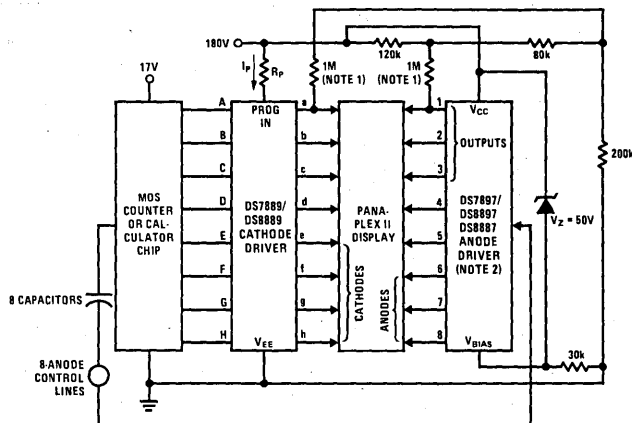 180V
17V
IP
RP
1M
(NOTE 1)
120k
1M
(NOTE 1)
80k
200k
MOS
COUNTER
OR CAL-
CULATOR
CHIP
A
B
C
D
E
F
G
H
PROG
IN
DS7889/
DS8889
CATHODE
DRIVER
VEE
a
b
c
d
e
f
g
h
PANA-
PLEX II
DISPLAY
CATHODES
ANODES
1
2
3
4
5
6
7
8
VCC
OUTPUTS
DS7897/
DS8897
DS8887
ANODE
DRIVER
(NOTE 2)
VBIAS
VZ = 50V
30k
8 CAPACITORS
8-ANODE
CONTROL
LINES